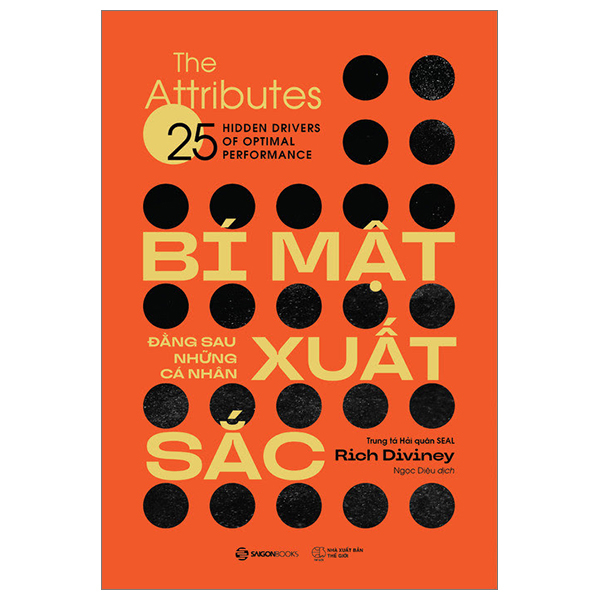 The
Attributes
25
HIDDEN DRIVERS
OF OPTIMAL
PERFORMANCE
BÍ MẬT
ĐẰNG SAU
NHỮNG
CÁ NHÂN
XUẤT
SẮC
Trung tá Hải quân SEAL
Rich Diviney
Ngọc Diệu dịch
SAIGONBOOKS
NHÀ XUẤT BẢN
THẾ GIỚI